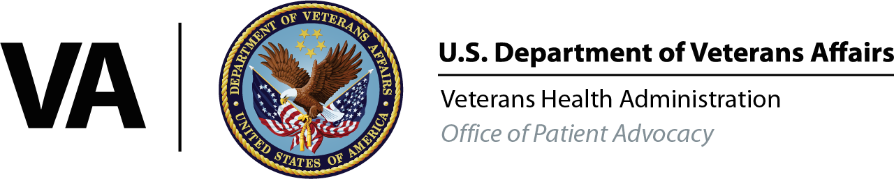 VA
DEPARTMENT OF VETERANS AFFAIRS
UNITED STATES OF AMERICA
U.S. Department of Veterans Affairs
Veterans Health Administration
Office of Patient Advocacy